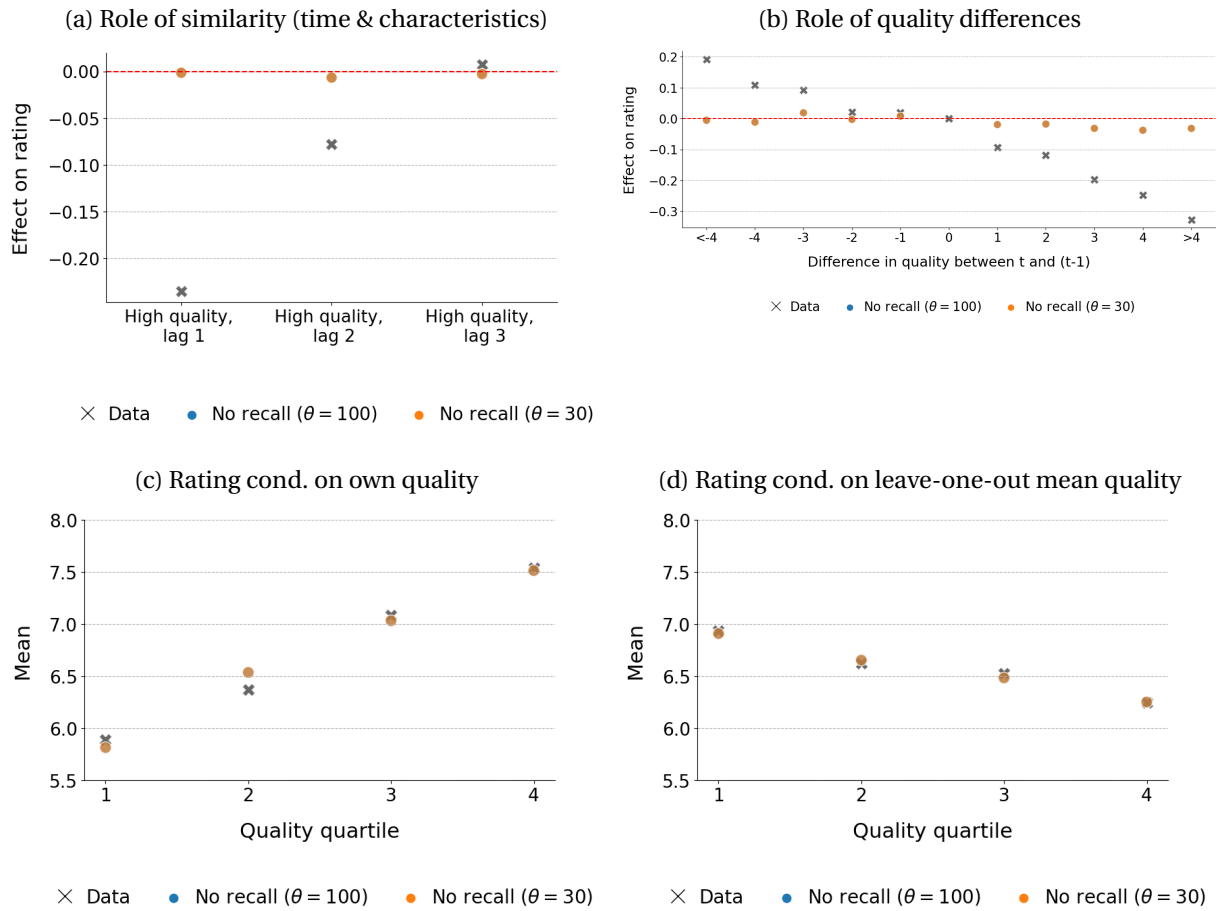 (a) Role of similarity (time & characteristics)
Effect on rating
0.00
−0.05
−0.10
−0.15
−0.20
High quality, lag 1
High quality, lag 2
High quality, lag 3
Data
No recall (θ = 100)
No recall (θ = 30)
(b) Role of quality differences
Effect on rating
0.2
0.1
0.0
−0.1
−0.2
−0.3
<-4 -4 -3 -2 -1 0 1 2 3 4 >4
Difference in quality between t and (t-1)
Data
No recall (θ = 100)
No recall (θ = 30)
(c) Rating cond. on own quality
Mean
8.0
7.5
7.0
6.5
6.0
5.5
1 2 3 4
Quality quartile
Data
No recall (θ = 100)
No recall (θ = 30)
(d) Rating cond. on leave-one-out mean quality
Mean
8.0
7.5
7.0
6.5
6.0
5.5
1 2 3 4
Quality quartile
Data
No recall (θ = 100)
No recall (θ = 30)